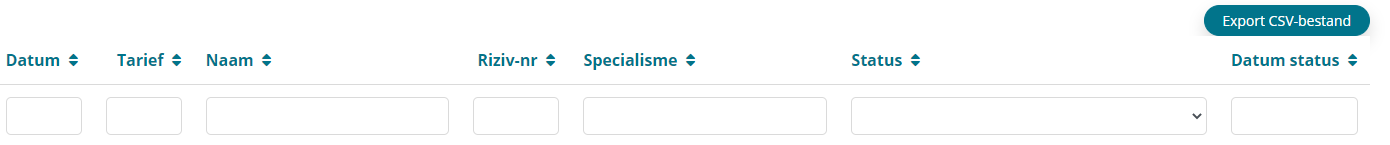 Export CSV-bestand
Datum Tarief Naam Riziv-nr Specialisme Status Datum status